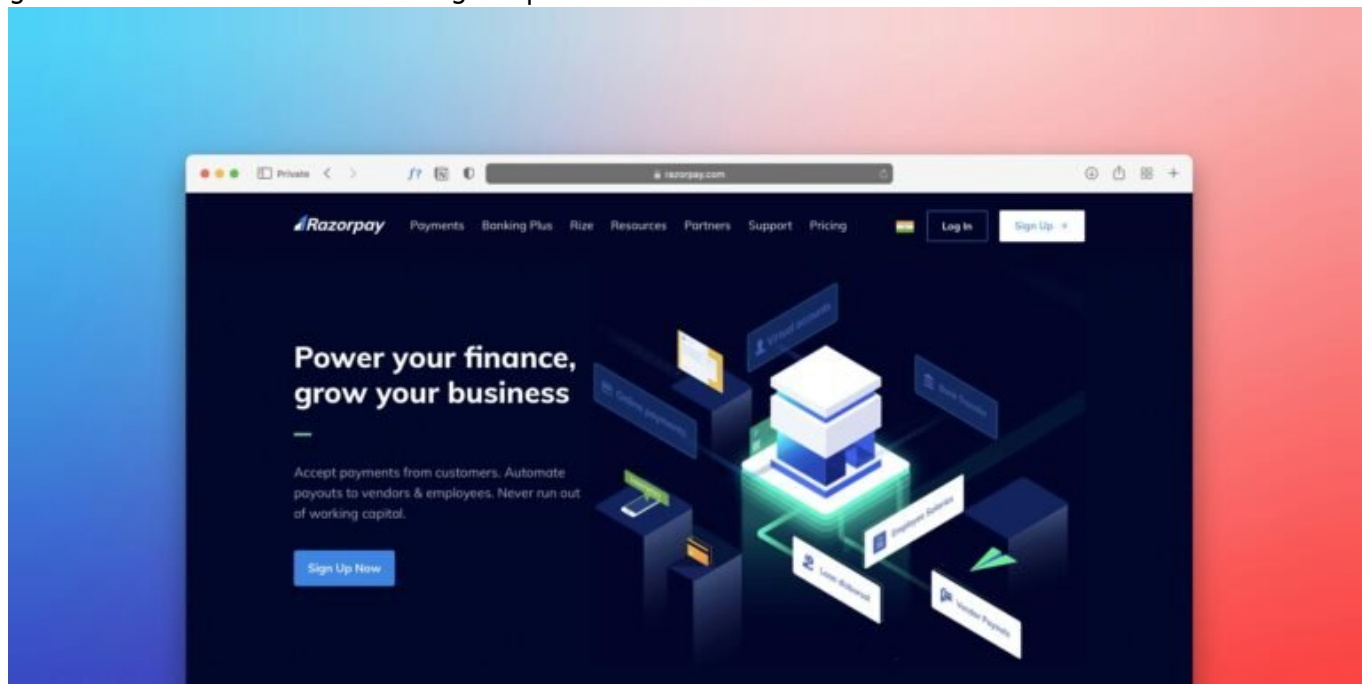 Private
razorpay.com
Razorpay Payments Banking Plus Rize Resources Partners Support Pricing Log In Sign Up
Virtual accounts
Power your finance,
grow your business
Online payments
Bank Transfer
Accept payments from customers. Automate
payouts to vendors & employees. Never run out
of working capital.
Employee Salaries
Loan disbursal
Vendor Payouts
Sign Up Now